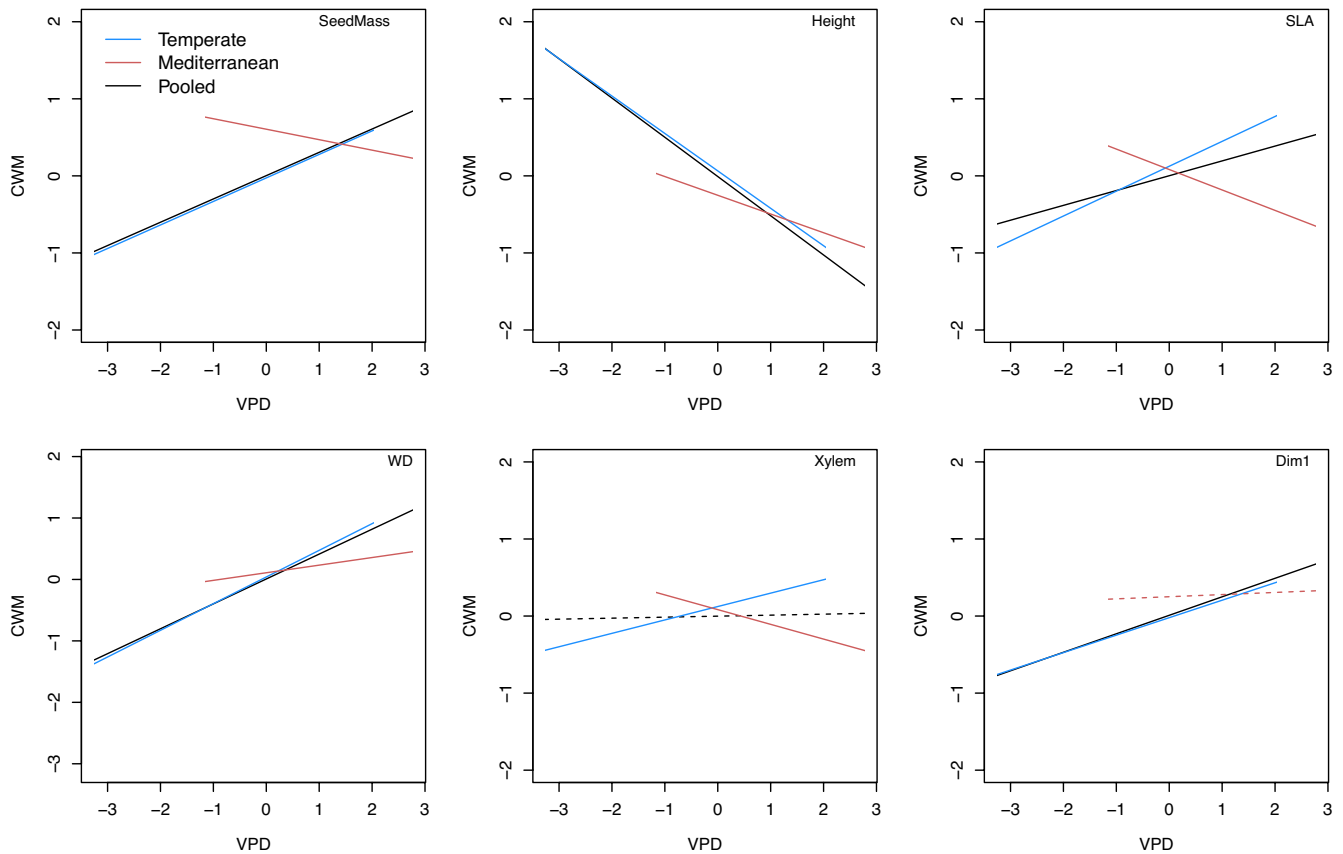 SeedMass
Temperate
Mediterranean
Pooled
CWM
2
1
0
−1
−2
−3 −2 −1 0 1 2 3
VPD
Height
CWM
2
1
0
−1
−2
−3 −2 −1 0 1 2 3
VPD
SLA
CWM
2
1
0
−1
−2
−3 −2 −1 0 1 2 3
VPD
WD
CWM
2
1
0
−1
−2
−3
−3 −2 −1 0 1 2 3
VPD
Xylem
CWM
2
1
0
−1
−2
−3 −2 −1 0 1 2 3
VPD
Dim1
CWM
2
1
0
−1
−2
−3 −2 −1 0 1 2 3
VPD